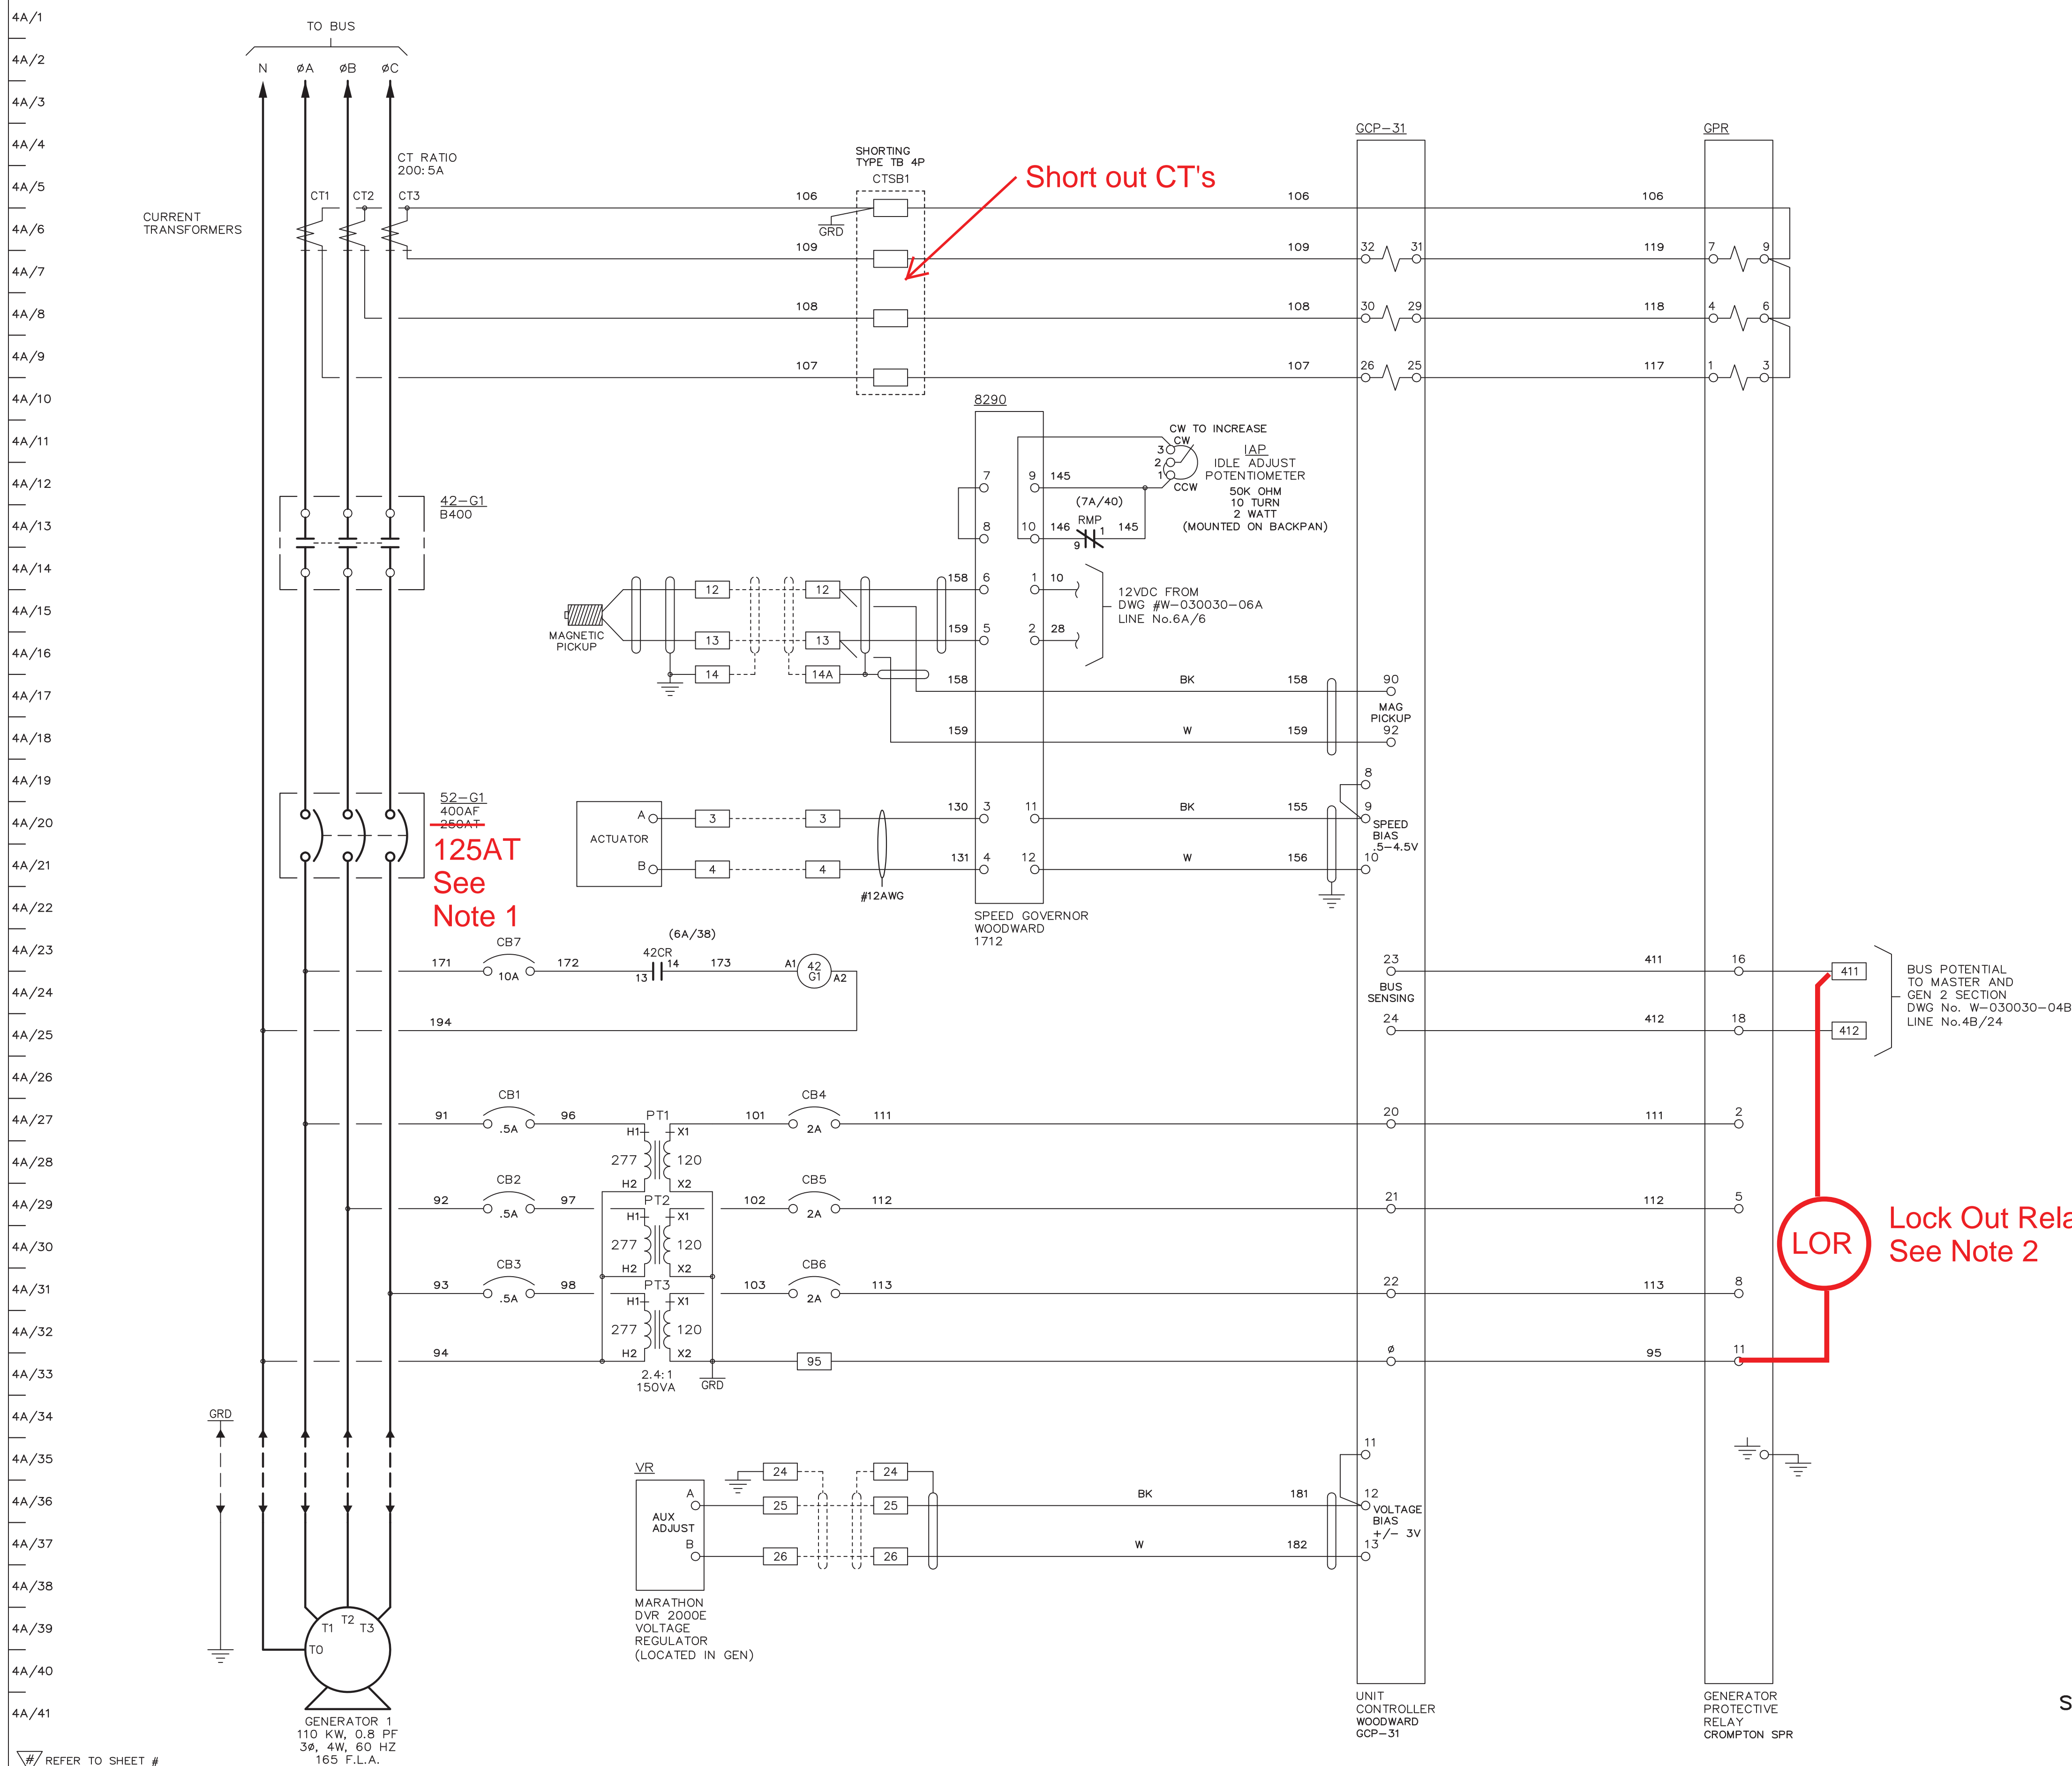 4A/1
4A/2
4A/3
4A/4
4A/5
4A/6
4A/7
4A/8
4A/9
4A/10
4A/11
4A/12
4A/13
4A/14
4A/15
4A/16
4A/17
4A/18
4A/19
4A/20
4A/21
4A/22
4A/23
4A/24
4A/25
4A/26
4A/27
4A/28
4A/29
4A/30
4A/31
4A/32
4A/33
4A/34
4A/35
4A/36
4A/37
4A/38
4A/39
4A/40
4A/41
# REFER TO SHEET #
TO BUS
N øA øB øC
CT RATIO
200:5A
CT1 CT2 CT3
CURRENT
TRANSFORMERS
SHORTING
TYPE TB 4P
CTSB1
Short out CT's
GCP-31
GPR
106 106 106
GRD
109 109 32 31 119 7 9
108 108 30 29 118 4 6
107 107 26 25 117 1 3
42-G1
B400
8290
CW TO INCREASE
CW
3
2
1
CCW
IAP
IDLE ADJUST
POTENTIOMETER
50K OHM
10 TURN
2 WATT
(MOUNTED ON BACKPAN)
7 9 145
(7A/40)
RMP
8 10 146 9 1 145
MAGNETIC
PICKUP
12 12 158 6 1 10
13 13 159 5 2 28
14 14A
12VDC FROM
DWG #W-030030-06A
LINE No.6A/6
158 BK 158 90
MAG
PICKUP
159 W 159 92
52-G1
400AF
250AT
125AT
See
Note 1
ACTUATOR
A 3 3 130 3 11 BK 155 9
B 4 4 131 4 12 W 156 10
8
SPEED
BIAS
.5-4.5V
#12AWG
SPEED GOVERNOR
WOODWARD
1712
171 CB7 10A 172
(6A/38)
42CR
13 14 173 A1 42 G1 A2
194
23 411 16 411
BUS
SENSING
24 412 18 412
BUS POTENTIAL
TO MASTER AND
GEN 2 SECTION
DWG No. W-030030-04B
LINE No.4B/24
91 CB1 .5A 96 PT1 101 CB4 2A 111 20 111 2
H1 X1
277 120
H2 X2
92 CB2 .5A 97 PT2 102 CB5 2A 112 21 112 5
H1 X1
277 120
H2 X2
93 CB3 .5A 98 PT3 103 CB6 2A 113 22 113 8
H1 X1
277 120
H2 X2
94 95 ø 95 11
2.4:1
150VA
GRD
LOR
Lock Out Rela
See Note 2
GRD
VR
AUX
ADJUST
A
B
24 24
25 25 BK 181 12
26 26 W 182 13
11
VOLTAGE
BIAS
+/- 3V
MARATHON
DVR 2000E
VOLTAGE
REGULATOR
(LOCATED IN GEN)
T1 T2 T3
T0
GENERATOR 1
110 KW, 0.8 PF
3ø, 4W, 60 HZ
165 F.L.A.
UNIT
CONTROLLER
WOODWARD
GCP-31
GENERATOR
PROTECTIVE
RELAY
CROMPTON SPR
S